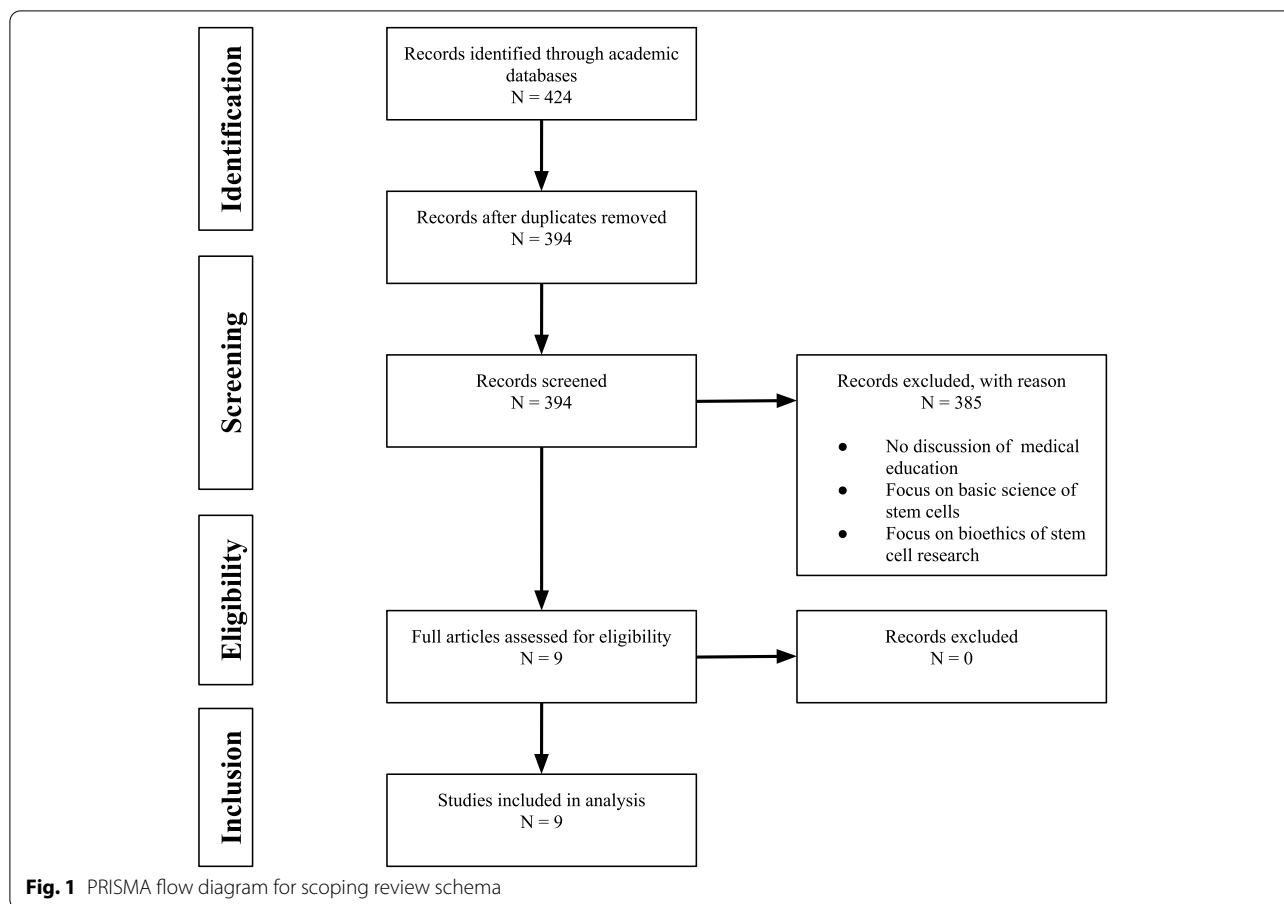 Identification
Records identified through academic
databases
N = 424
Records after duplicates removed
N = 394
Screening
Records screened
N = 394
Records excluded, with reason
N = 385
● No discussion of medical
education
● Focus on basic science of
stem cells
● Focus on bioethics of stem
cell research
Eligibility
Full articles assessed for eligibility
N = 9
Records excluded
N = 0
Inclusion
Studies included in analysis
N = 9
Fig. 1 PRISMA flow diagram for scoping review schema